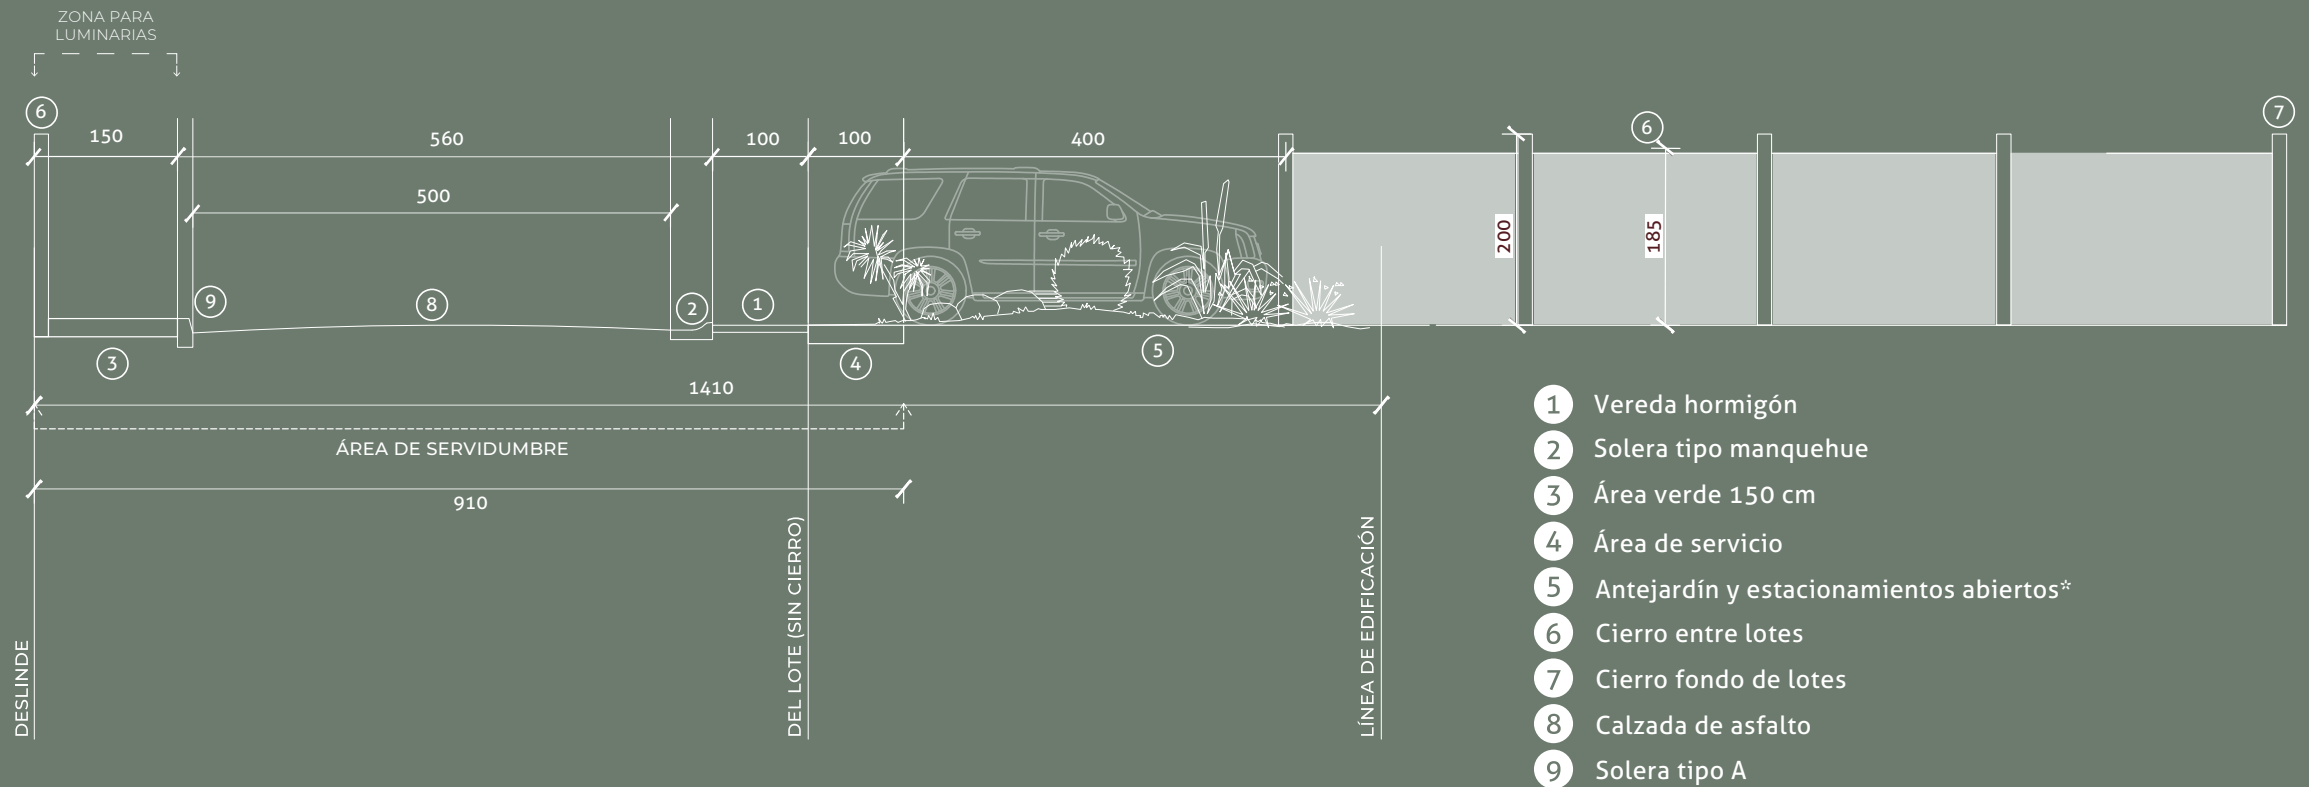 ZONA PARA
LUMINARIAS
6
7
150
560
100
100
400
6
500
200
185
9
8
2
1
3
4
5
1410
ÁREA DE SERVIDUMBRE
910
DESLINDE
DEL LOTE (SIN CIERRO)
LÍNEA DE EDIFICACIÓN
1 Vereda hormigón
2 Solera tipo manquehue
3 Área verde 150 cm
4 Área de servicio
5 Antejardín y estacionamientos abiertos*
6 Cierro entre lotes
7 Cierro fondo de lotes
8 Calzada de asfalto
9 Solera tipo A